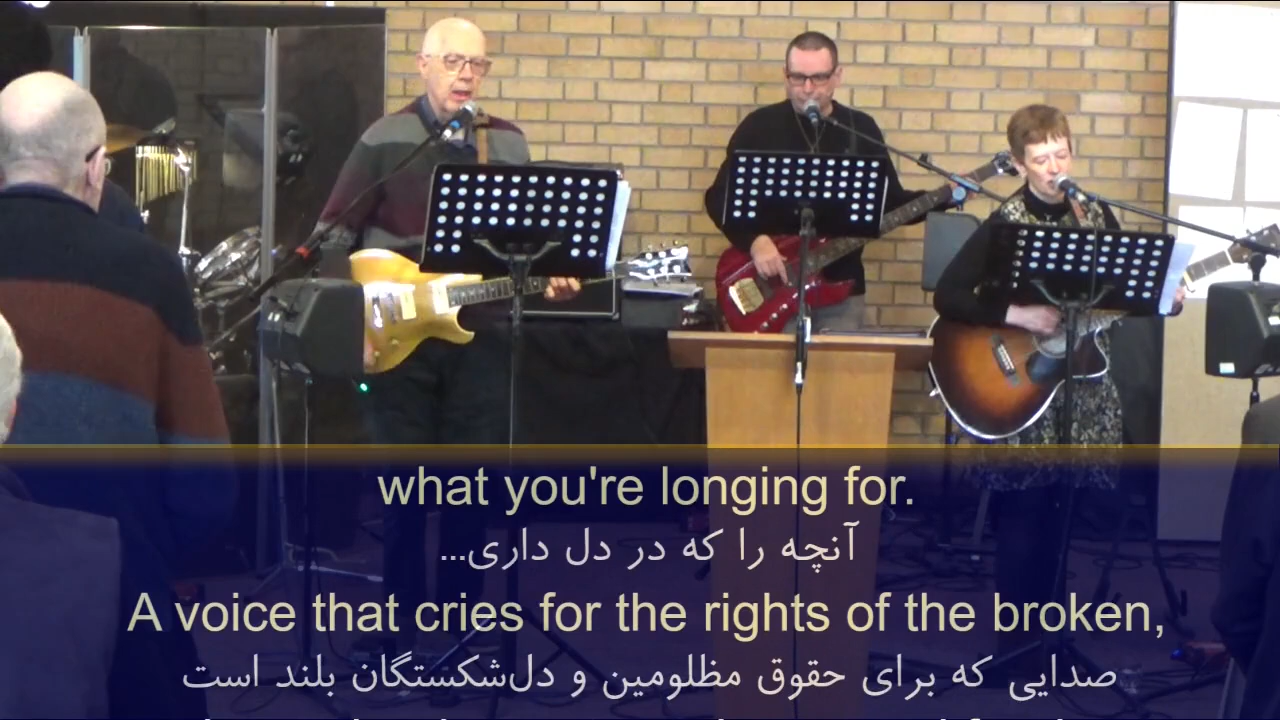 what you're longing for.
آنچه را که در دل داری...
A voice that cries for the rights of the broken,
صدایی که برای حقوق مظلومین و دل‌شکستگان بلند است